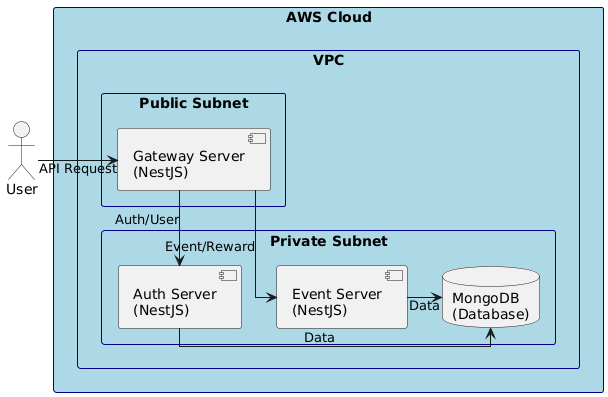 AWS Cloud
VPC
Public Subnet
Gateway Server
(NestJS)
User
API Request
Auth/User
Event/Reward
Private Subnet
Auth Server
(NestJS)
Event Server
(NestJS)
MongoDB
(Database)
Data
Data